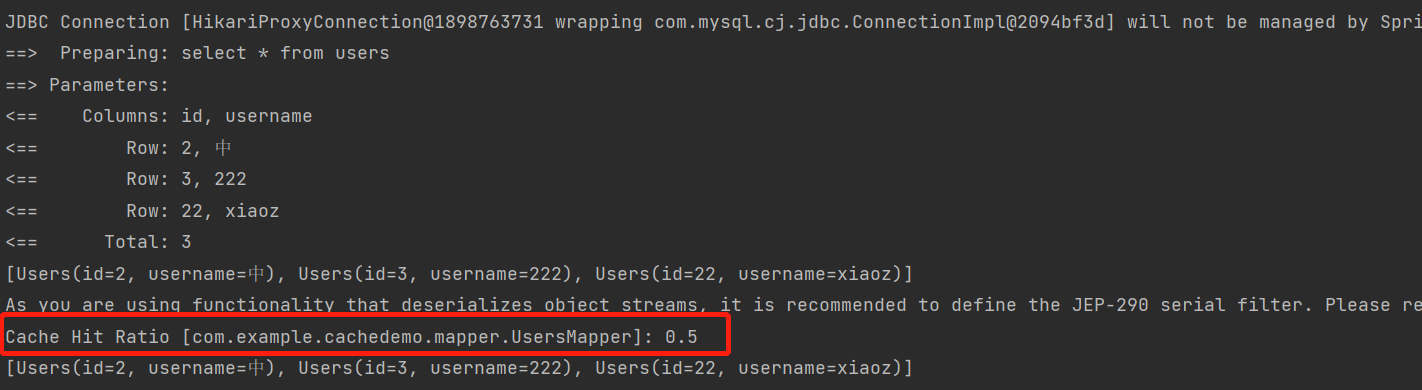 JDBC Connection [HikariProxyConnection@1898763731 wrapping com.mysql.cj.jdbc.ConnectionImpl@2094bf3d] will not be managed by Spri
==>  Preparing: select * from users
==> Parameters:
<==    Columns: id, username
<==        Row: 2, 中
<==        Row: 3, 222
<==        Row: 22, xiaoz
<==      Total: 3
[Users(id=2, username=中), Users(id=3, username=222), Users(id=22, username=xiaoz)]
As you are using functionality that deserializes object streams, it is recommended to define the JEP-290 serial filter. Please re
Cache Hit Ratio [com.example.cachedemo.mapper.UsersMapper]: 0.5
[Users(id=2, username=中), Users(id=3, username=222), Users(id=22, username=xiaoz)]